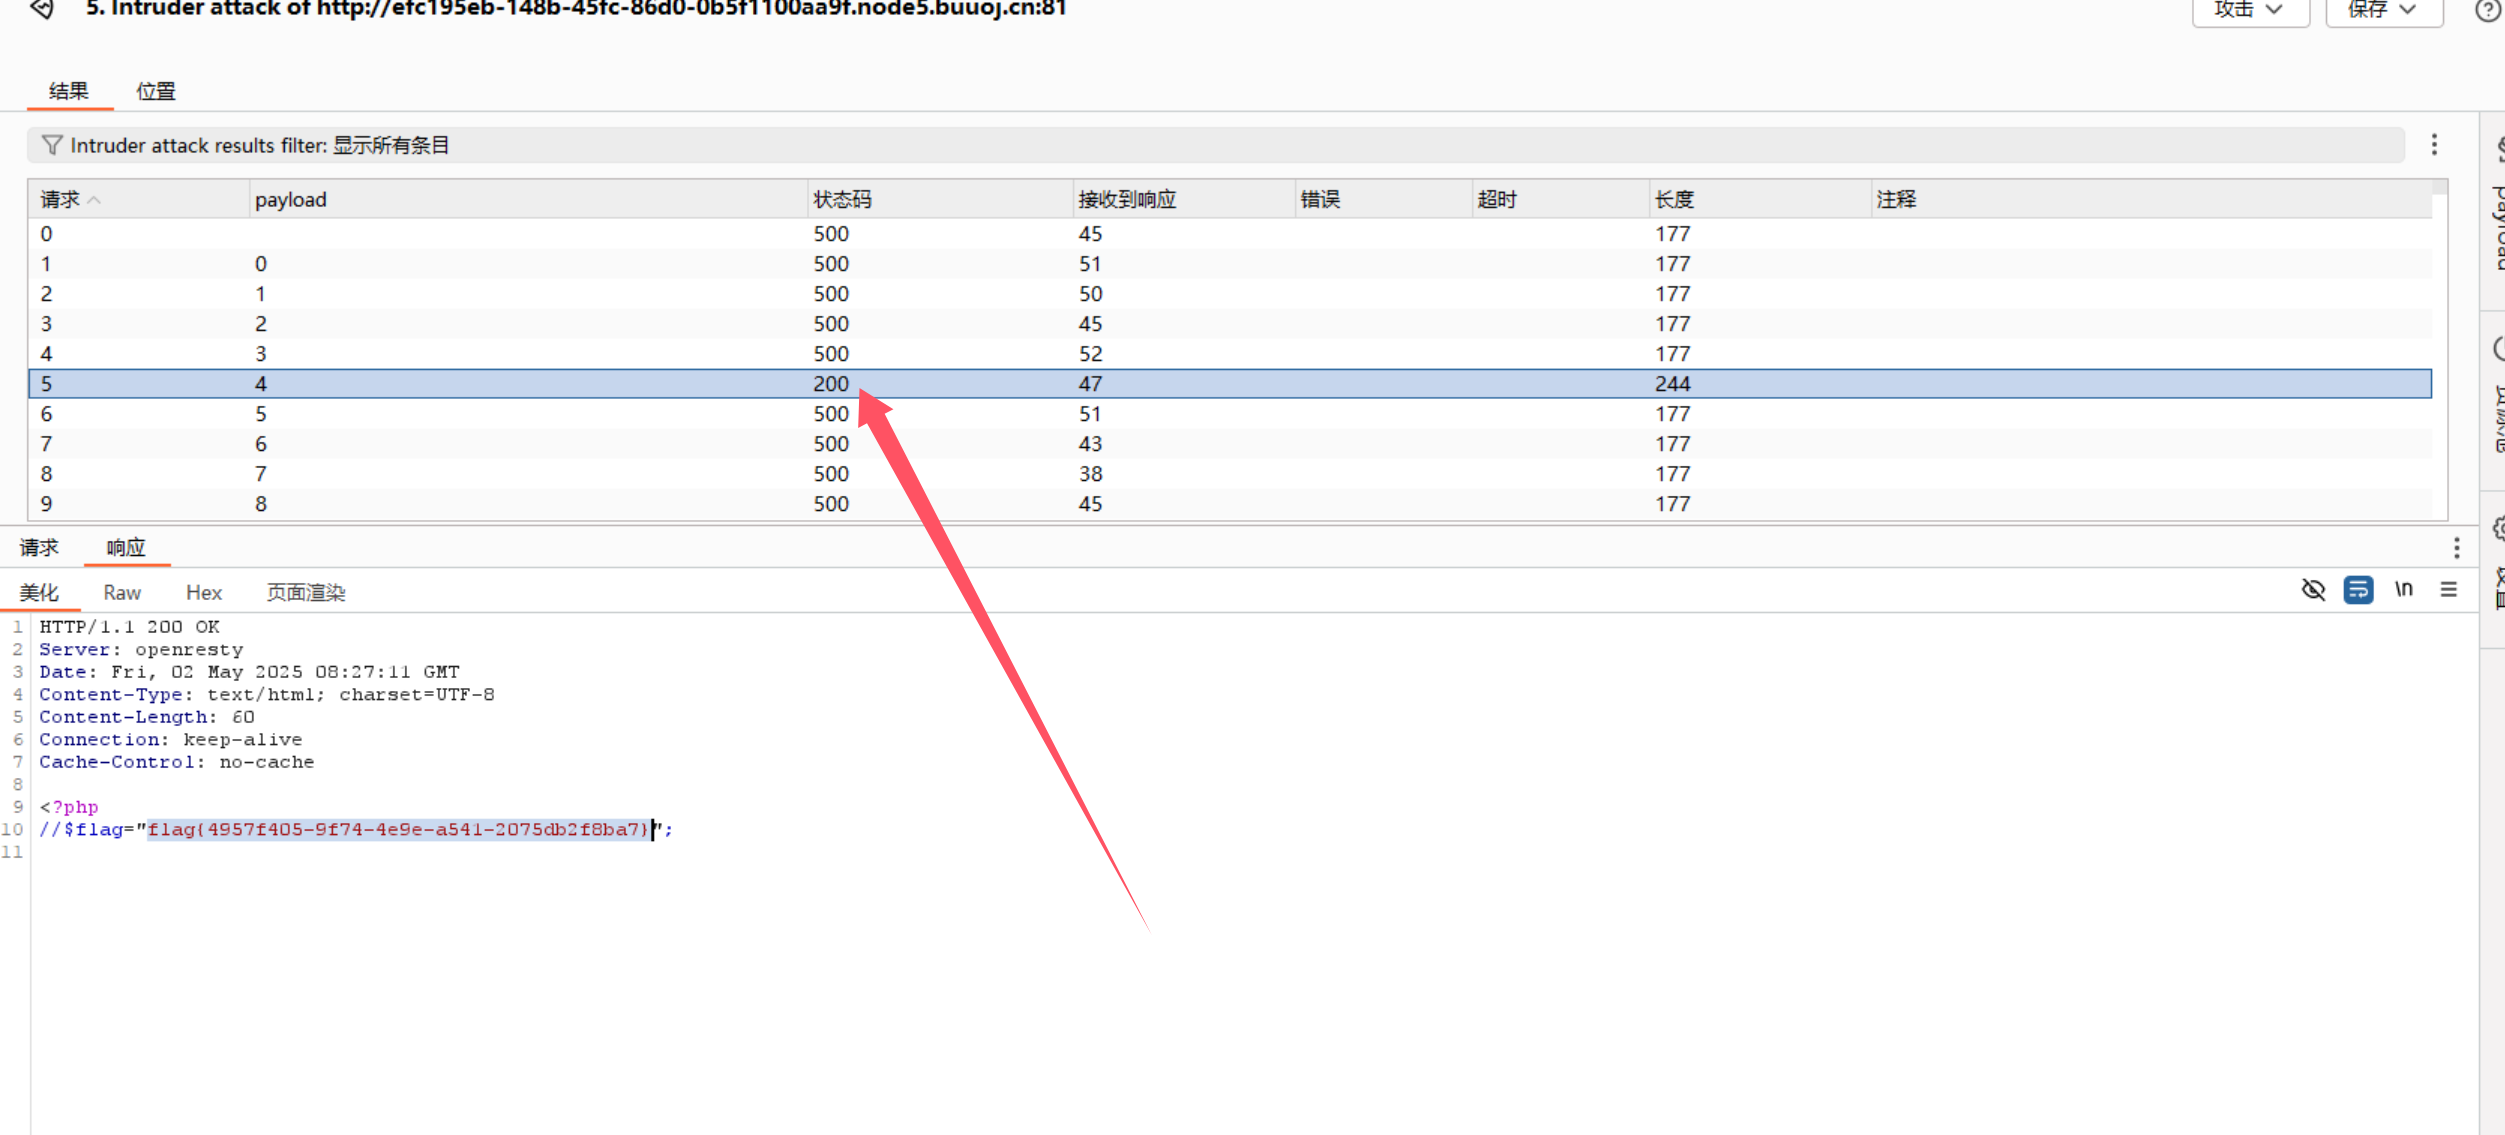 5. Intruder attack of http://efc195eb-148b-45fc-86d0-0b5f1100aa9f.node5.buuoj.cn:81
攻击
保存
结果 位置
Intruder attack results filter: 显示所有条目
请求 payload 状态码 接收到响应 错误 超时 长度 注释
0 500 45 177
1 0 500 51 177
2 1 500 50 177
3 2 500 45 177
4 3 500 52 177
5 4 200 47 244
6 5 500 51 177
7 6 500 43 177
8 7 500 38 177
9 8 500 45 177
请求 响应
美化 Raw Hex 页面渲染
\n
1 HTTP/1.1 200 OK
2 Server: openresty
3 Date: Fri, 02 May 2025 08:27:11 GMT
4 Content-Type: text/html; charset=UTF-8
5 Content-Length: 60
6 Connection: keep-alive
7 Cache-Control: no-cache
8
9 <?php
10 //$flag="flag{4957f405-9f74-4e9e-a541-2075db2f8ba7}";
11
payload